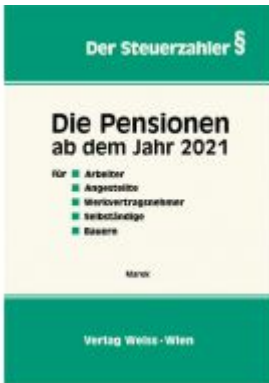 Der Steuerzahler §
Die Pensionen
ab dem Jahr 2021
für ■ Arbeiter
■ Angestellte
■ Werkvertragsnehmer
■ Selbständige
■ Bauern
Marek
Verlag Weiss-Wien